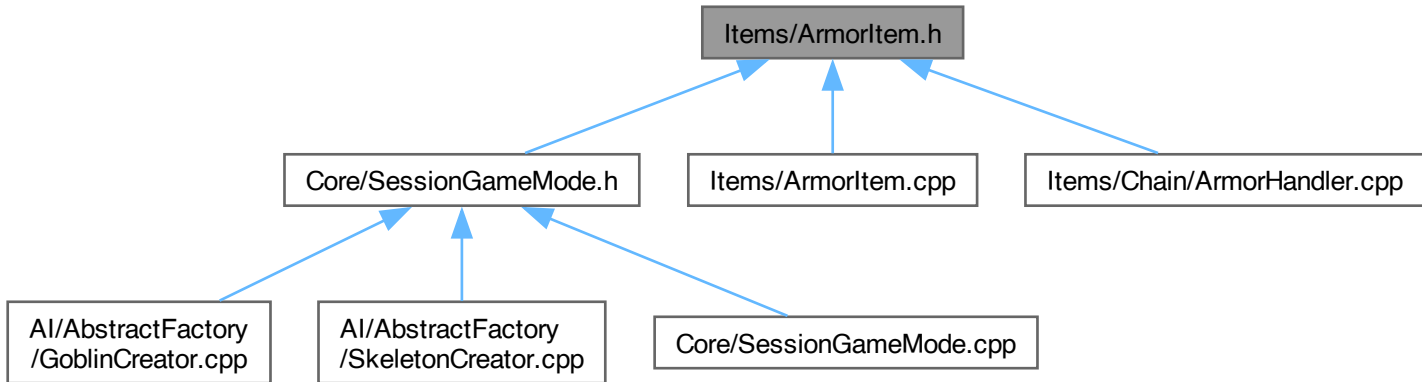 Items/ArmorItem.h
Core/SessionGameMode.h
Items/ArmorItem.cpp
Items/Chain/ArmorHandler.cpp
AI/AbstractFactory
/GoblinCreator.cpp
AI/AbstractFactory
/SkeletonCreator.cpp
Core/SessionGameMode.cpp